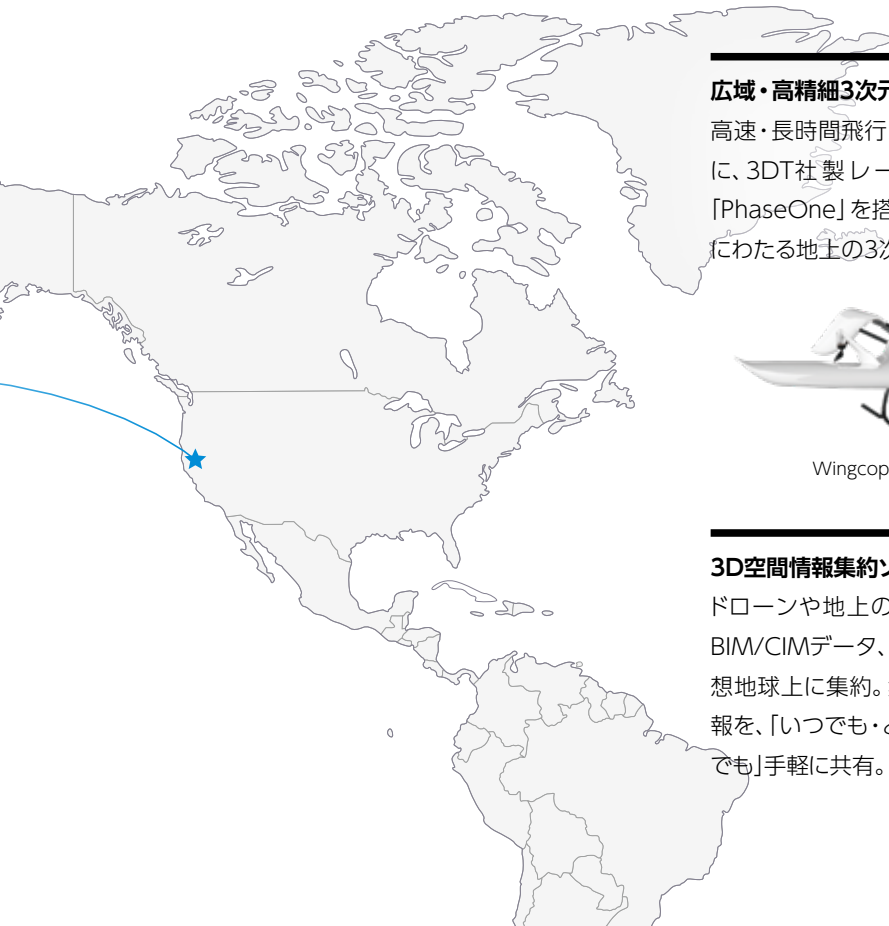 広域・高精細3次元
高速・長時間飛行
に、3DT社製レー
「PhaseOne」を搭
にわたる地上の3次
Wingcop
3D空間情報集約ソ
ドローンや地上の
BIM/CIMデータ、
想地球上に集約。
報を、「いつでも・ど
でも」手軽に共有。